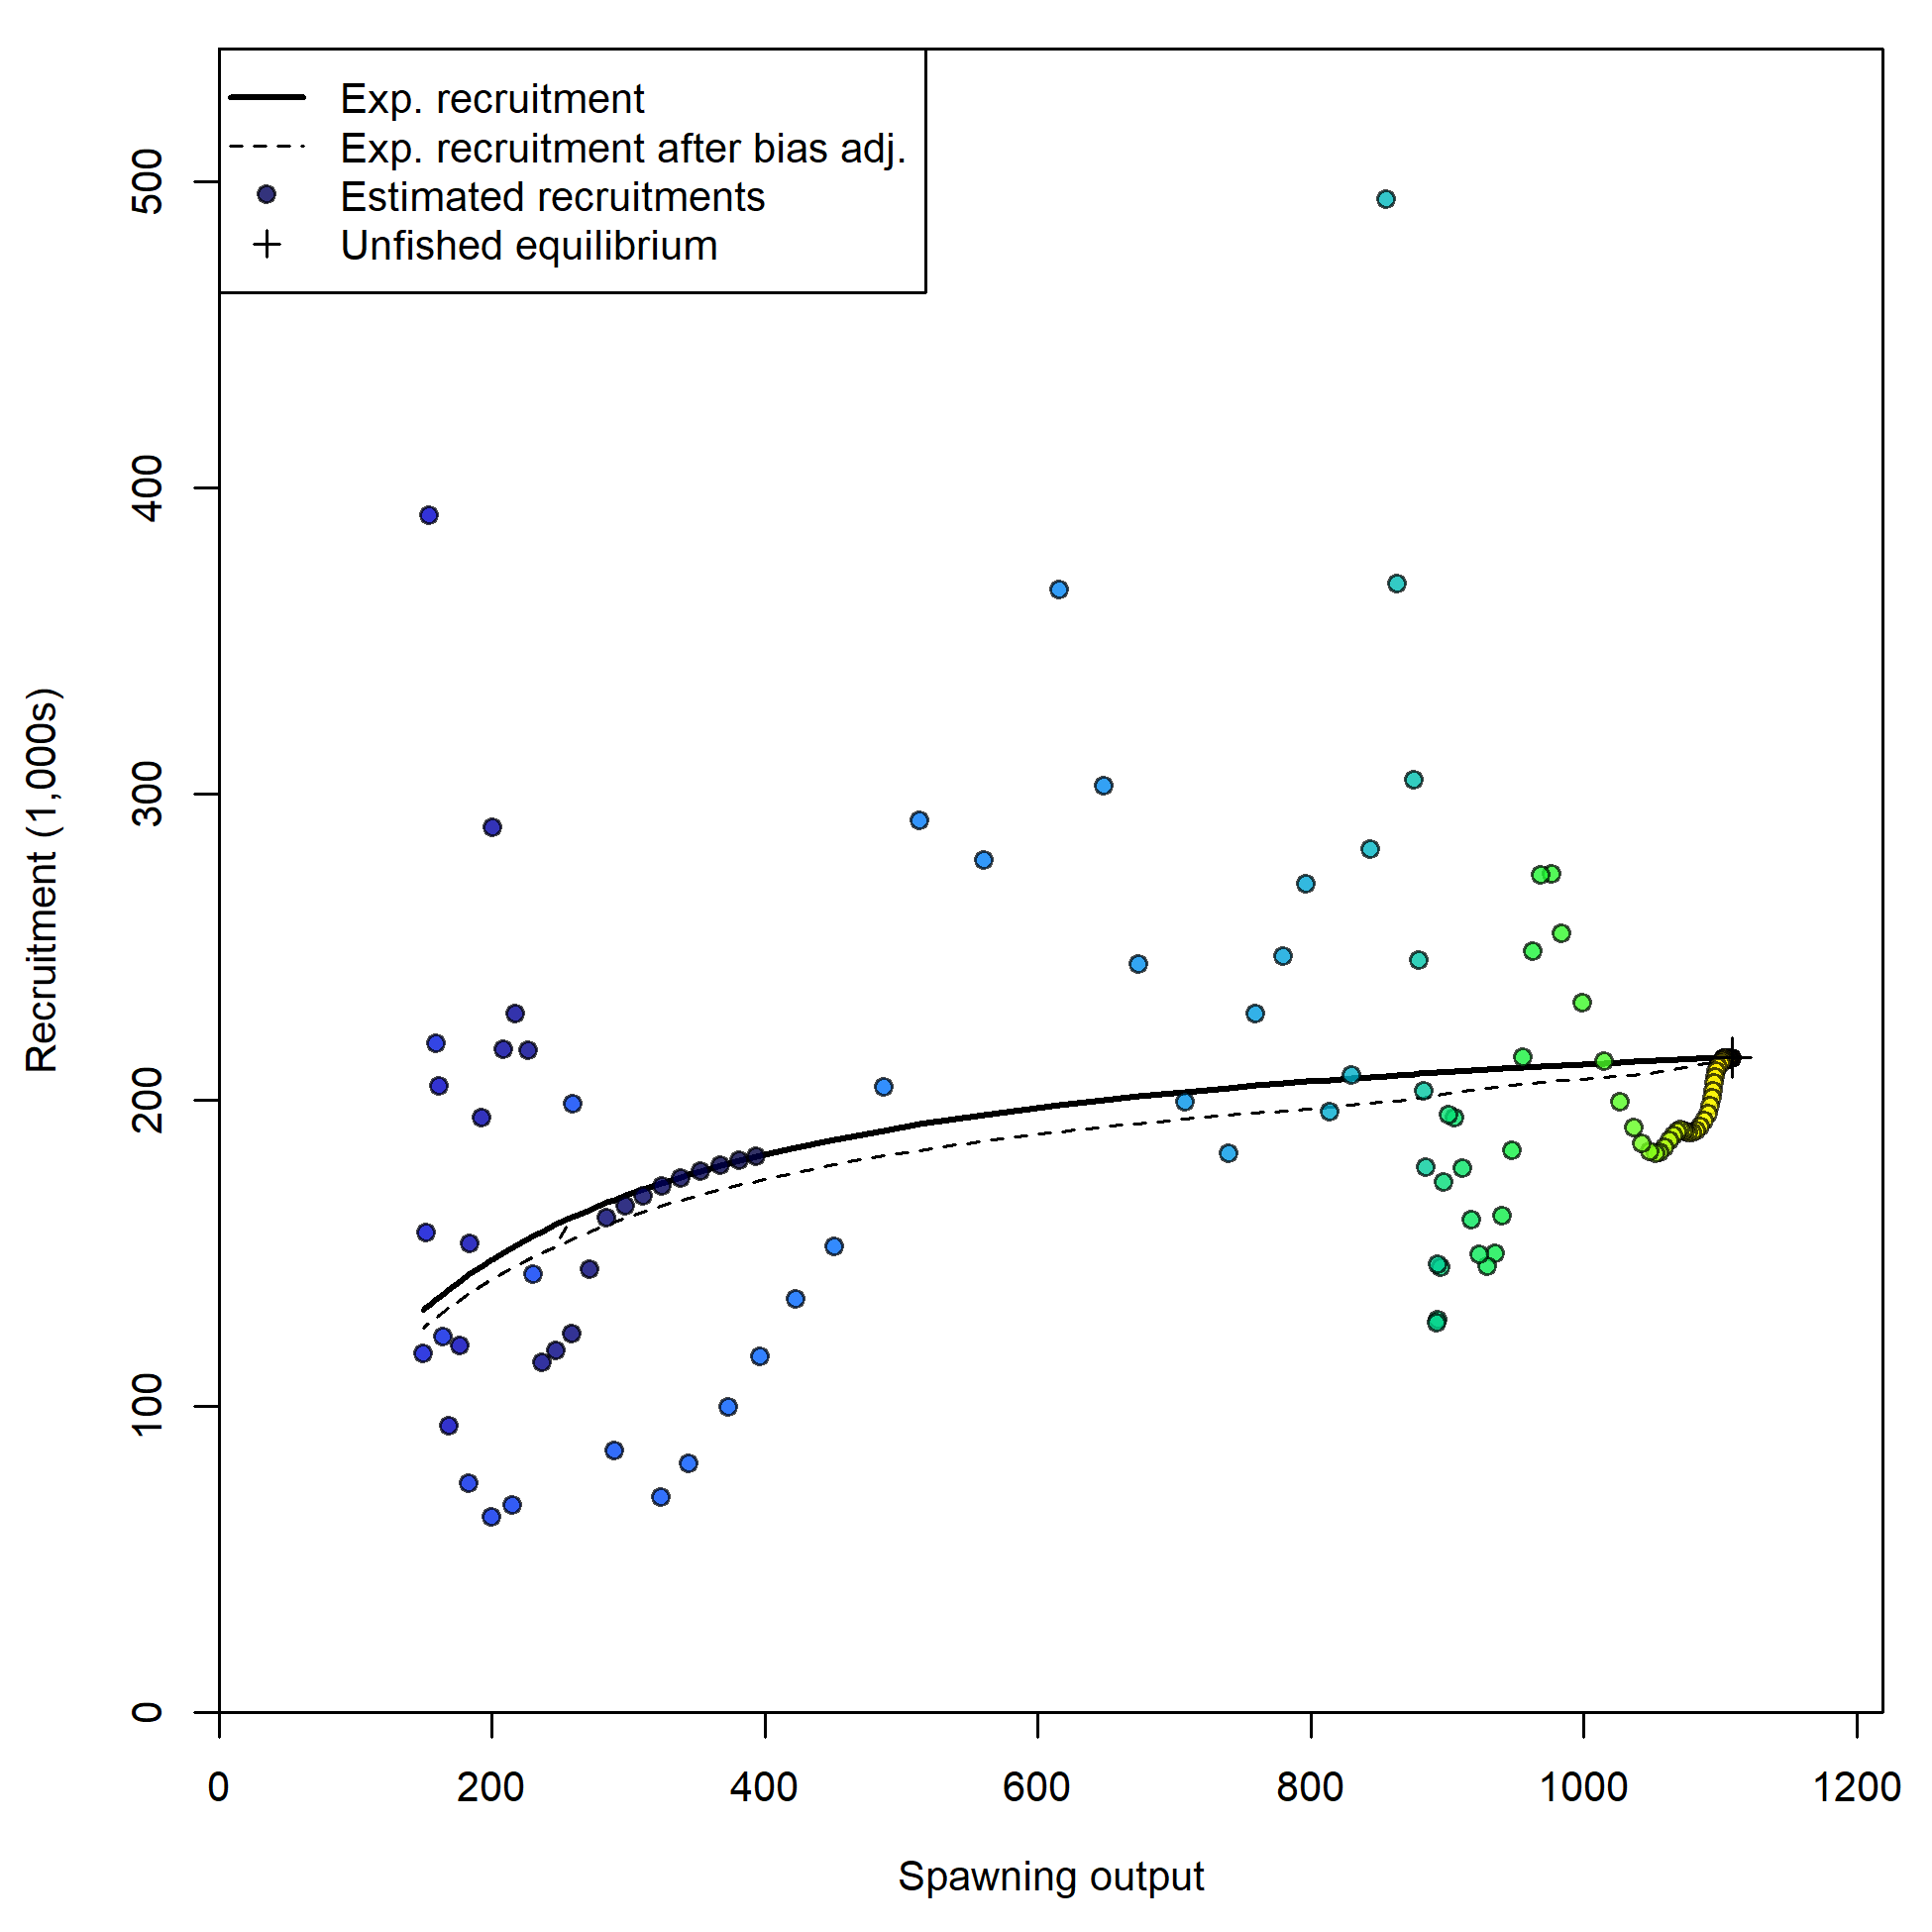 Exp. recruitment
Exp. recruitment after bias adj.
Estimated recruitments
Unfished equilibrium
Recruitment (1,000s)
500
400
300
200
100
0
0 200 400 600 800 1000 1200
Spawning output